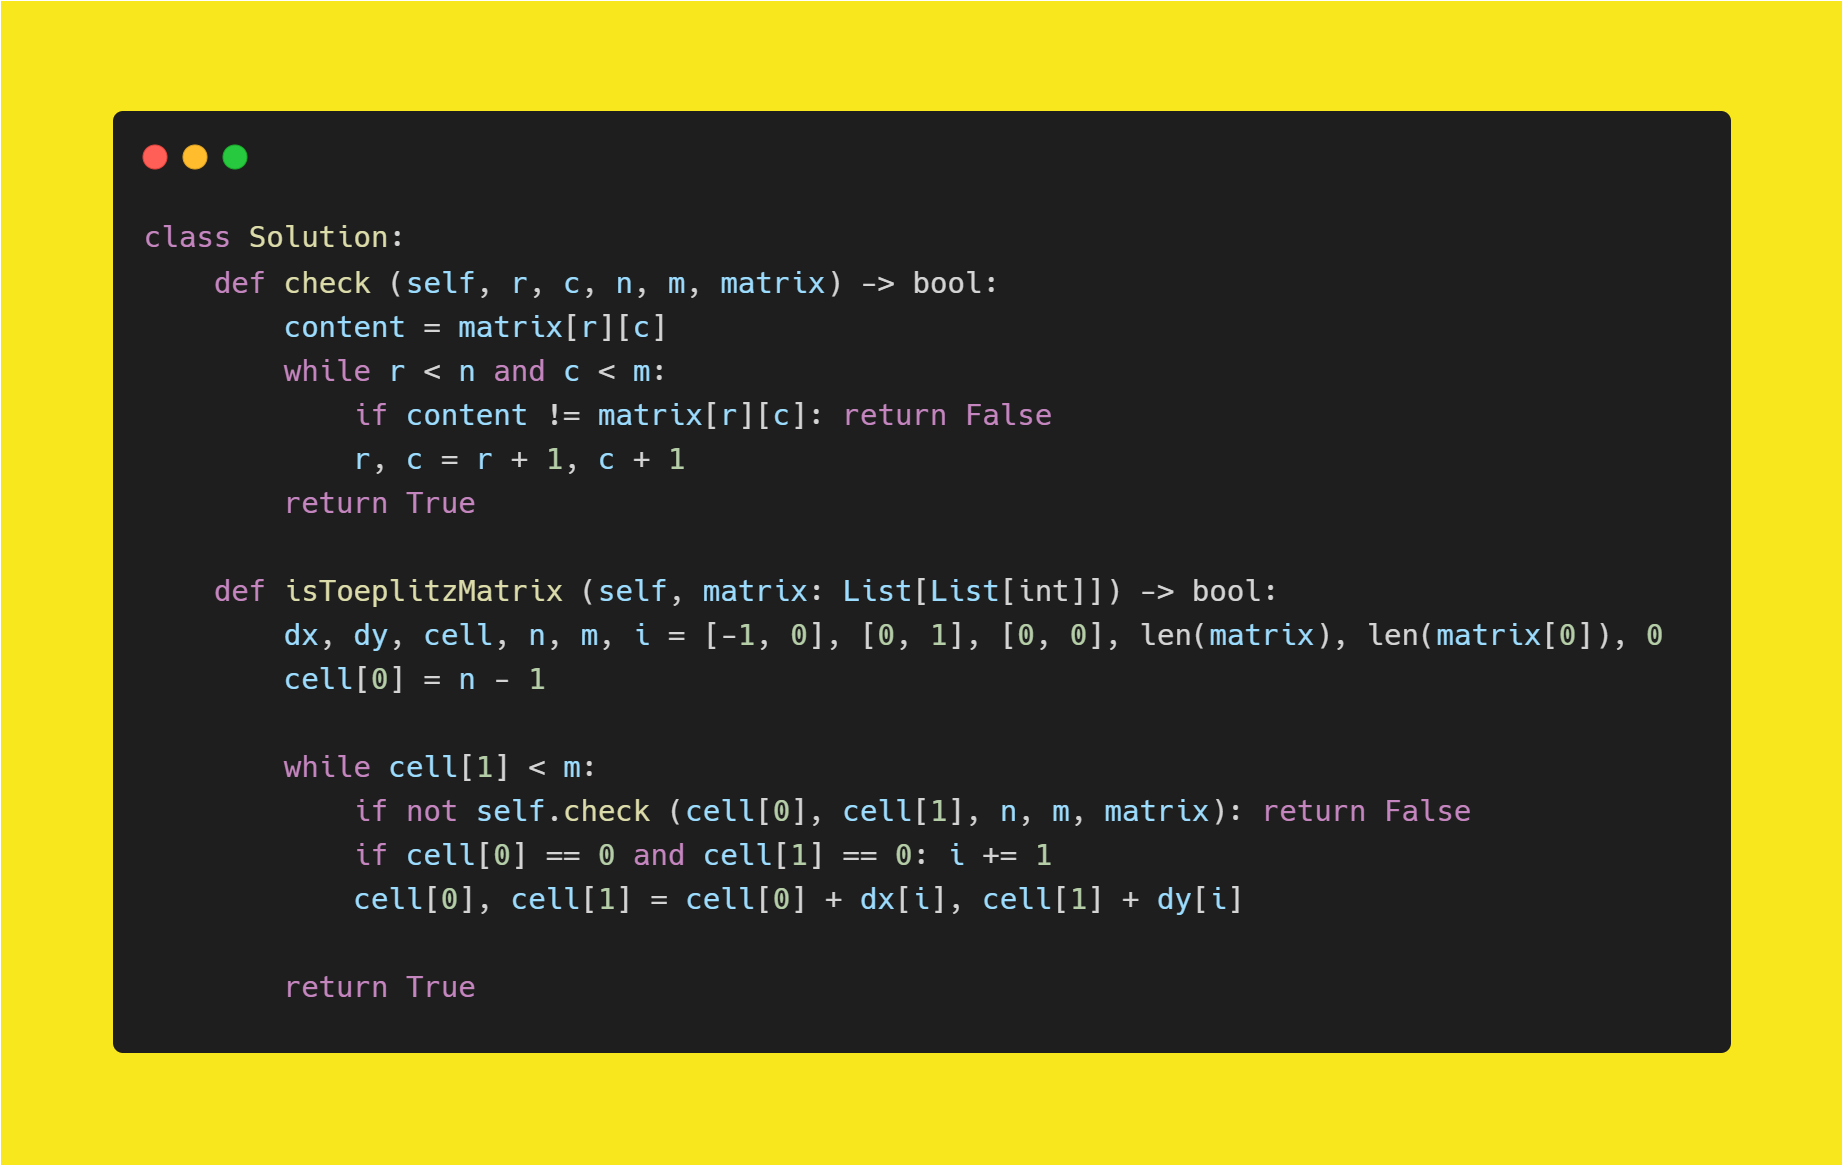 class Solution:
    def check (self, r, c, n, m, matrix) -> bool:
        content = matrix[r][c]
        while r < n and c < m:
            if content != matrix[r][c]: return False
            r, c = r + 1, c + 1
        return True
    def isToeplitzMatrix (self, matrix: List[List[int]]) -> bool:
        dx, dy, cell, n, m, i = [-1, 0], [0, 1], [0, 0], len(matrix), len(matrix[0]), 0
        cell[0] = n - 1
        while cell[1] < m:
            if not self.check (cell[0], cell[1], n, m, matrix): return False
            if cell[0] == 0 and cell[1] == 0: i += 1
            cell[0], cell[1] = cell[0] + dx[i], cell[1] + dy[i]
        return True